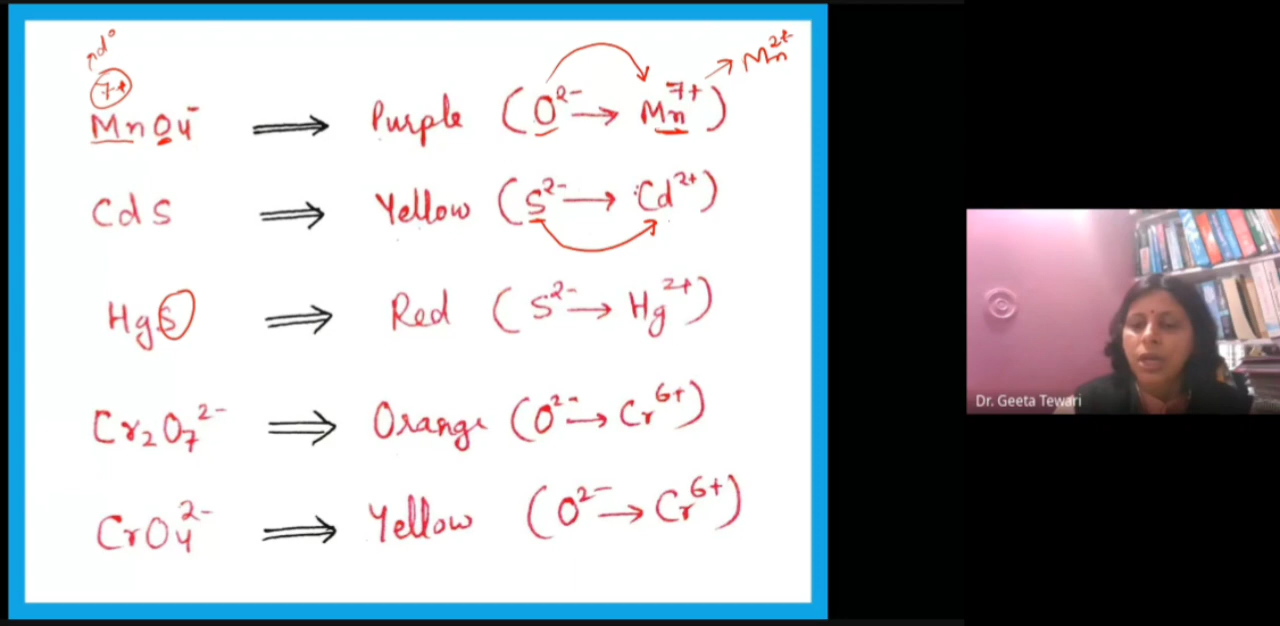 nd⁰
7+
MnO₄⁻ ⟹ Purple (O²⁻ → Mn⁷⁺) → Mn²⁺
CdS ⟹ Yellow (S²⁻ → Cd²⁺)
HgS ⟹ Red (S²⁻ → Hg²⁺)
Cr₂O₇²⁻ ⟹ Orange (O²⁻ → Cr⁶⁺)
CrO₄²⁻ ⟹ Yellow (O²⁻ → Cr⁶⁺)
Dr. Geeta Tewari